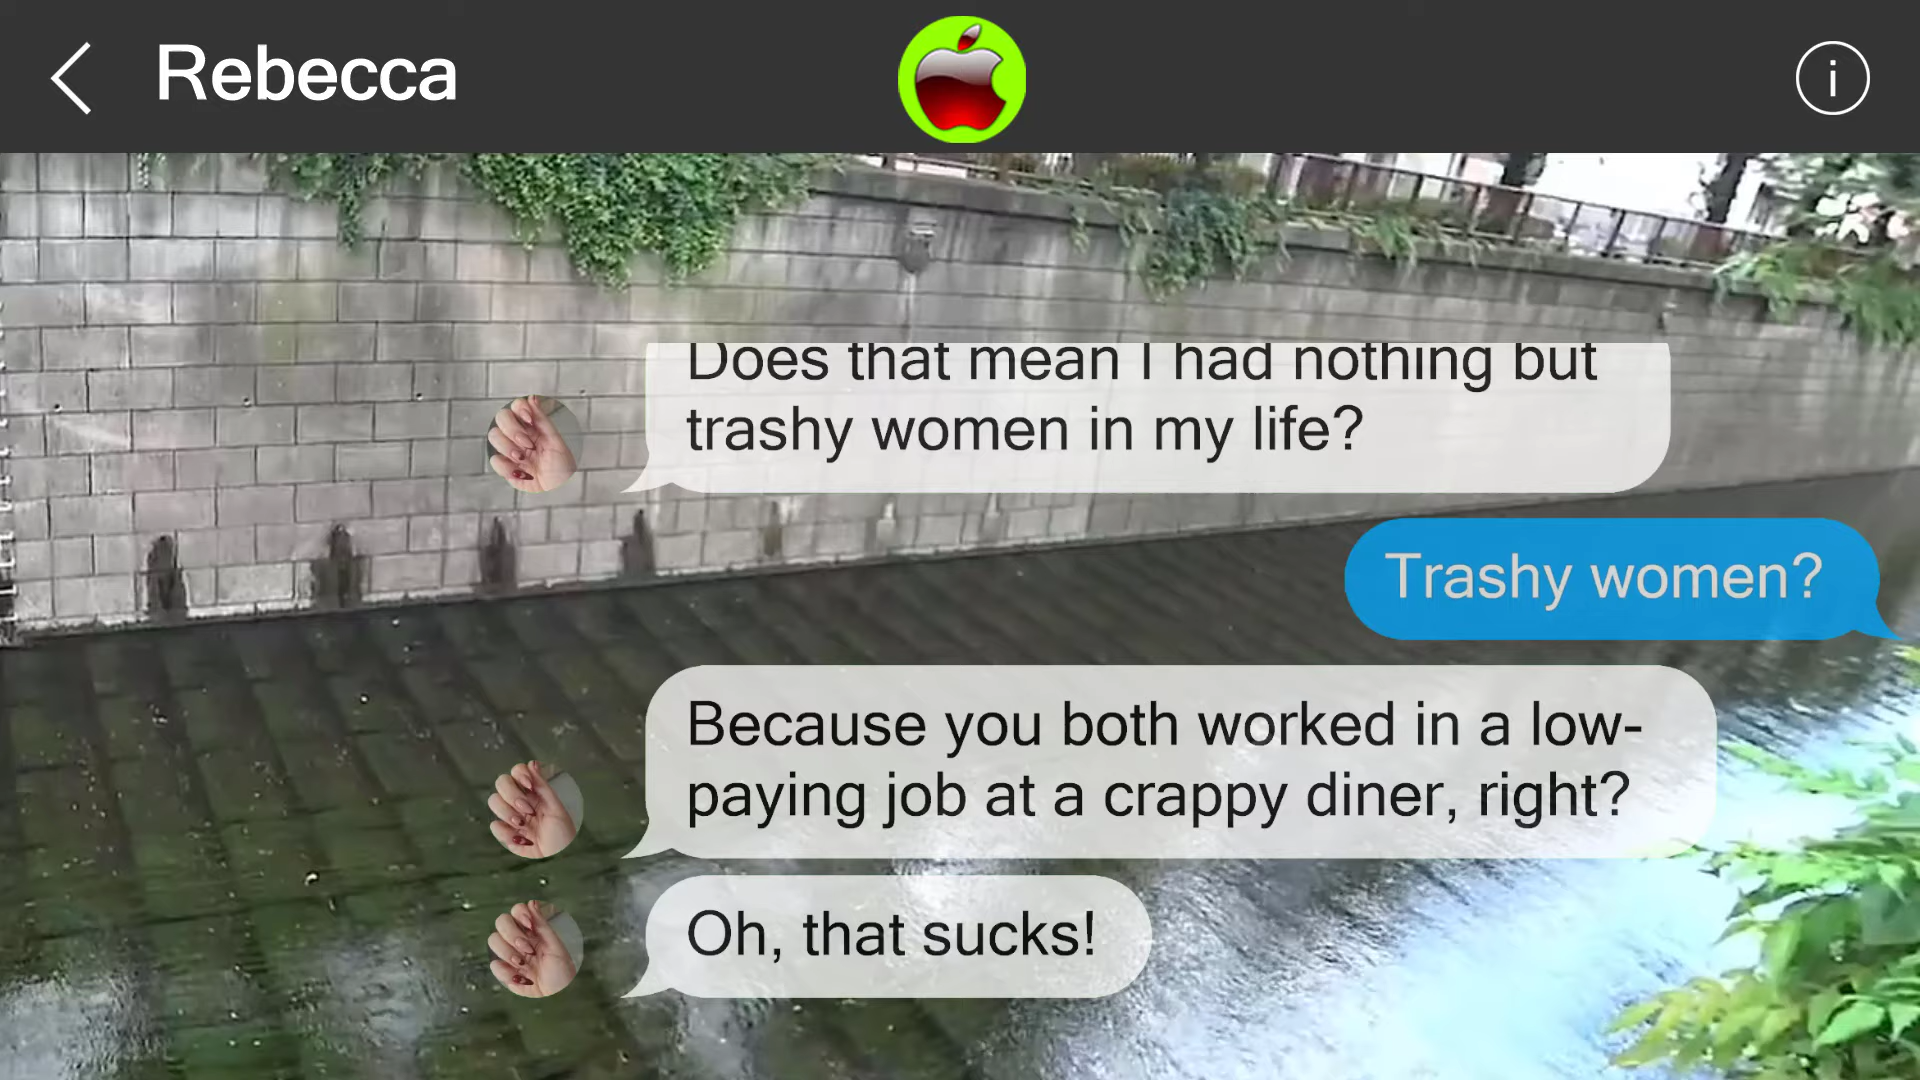 Rebecca
Does that mean I had nothing but
trashy women in my life?
Trashy women?
Because you both worked in a low-
paying job at a crappy diner, right?
Oh, that sucks!